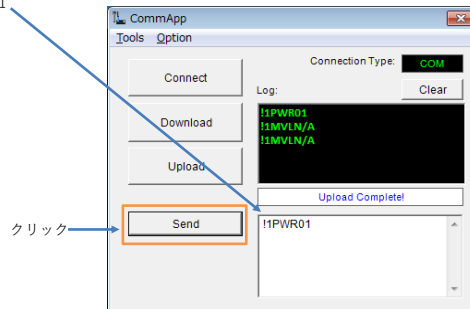 CommApp
Tools Option
Connect
Connection Type: COM
Log:
Clear
Download
!1PWR01
!1MVLN/A
!1MVLN/A
Upload
Upload Complete!
クリック
Send
!1PWR01